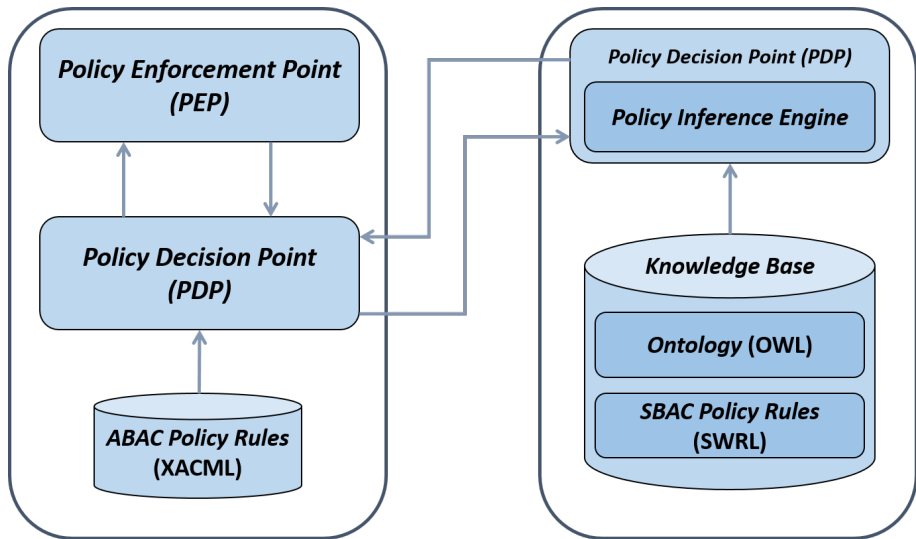 Policy Enforcement Point
(PEP)
Policy Decision Point
(PDP)
ABAC Policy Rules
(XACML)
Policy Decision Point (PDP)
Policy Inference Engine
Knowledge Base
Ontology (OWL)
SBAC Policy Rules
(SWRL)